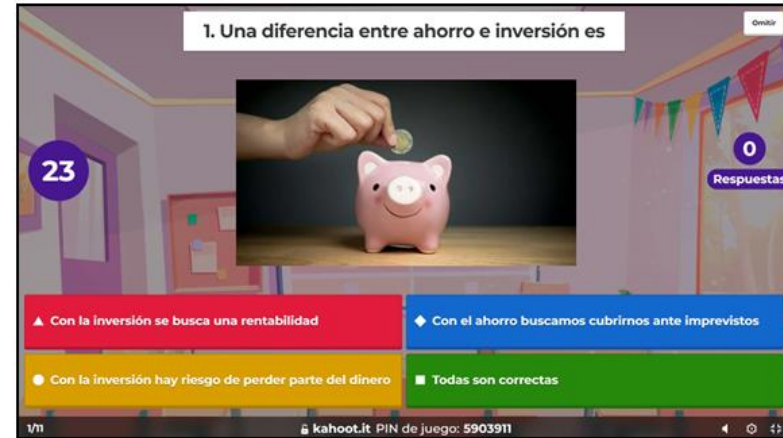 1. Una diferencia entre ahorro e inversión es
Omitir
23
0
Respuestas
Con la inversión se busca una rentabilidad
Con el ahorro buscamos cubrirnos ante imprevistos
Con la inversión hay riesgo de perder parte del dinero
Todas son correctas
1/11
kahoot.it PIN de juego: 5903911